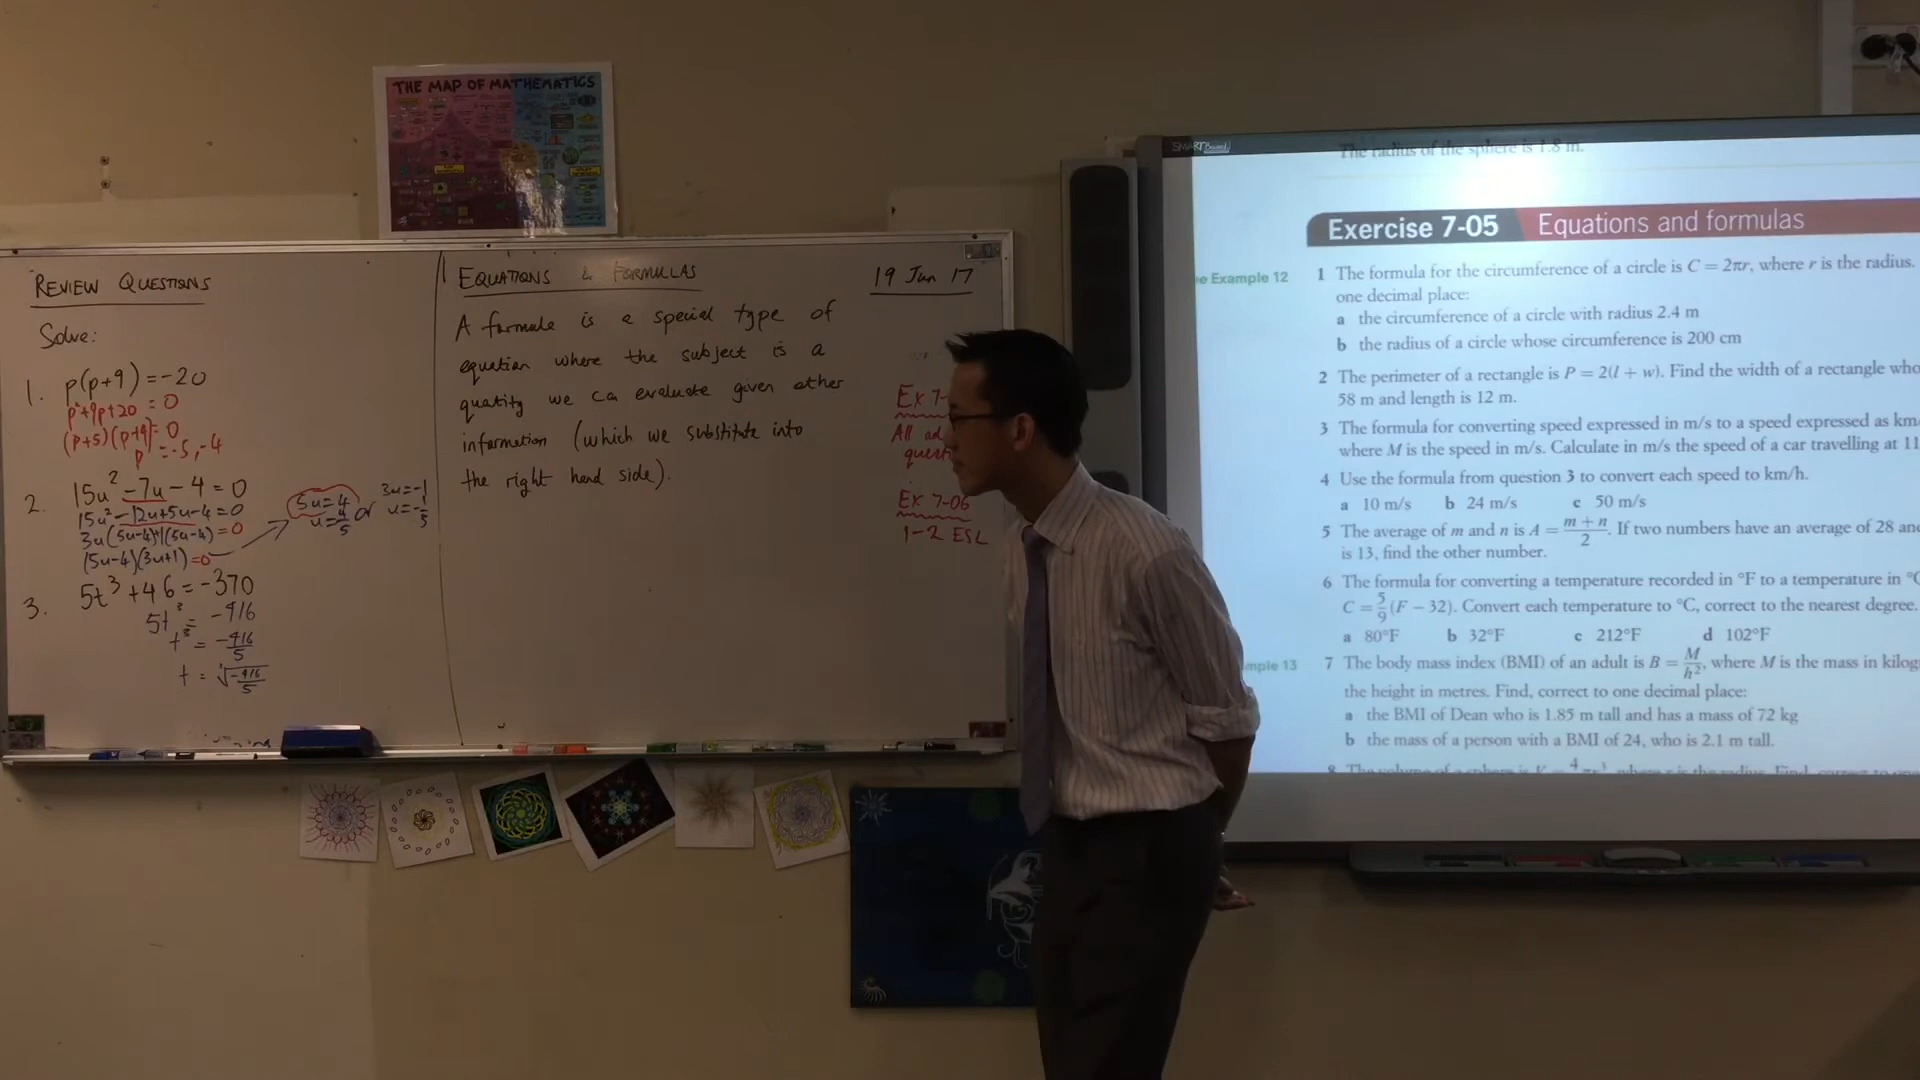 THE MAP OF MATHEMATICS
REVIEW QUESTIONS
Solve:
1. p(p+9) = -20
p²+9p+20 = 0
(p+5)(p+4) = 0
p = -5, -4
2. 15u² - 7u - 4 = 0
15u² - 12u + 5u - 4 = 0
3u(5u-4)+1(5u-4) = 0
(5u-4)(3u+1) = 0
5u = 4 or 3u = -1
u = 4/5 u = -1/3
3. 5t³ + 46 = -370
5t³ = -416
t³ = -416/5
t = ∛-416/5
EQUATIONS & FORMULAS
19 Jun 17
A formula is a special type of
equation where the subject is a
quatity we can evaluate given other
information (which we substitute into
the right hand side).
Ex 7-
All
quest
Ex 7-06
1-2 ESL
SMART Board
The radius of the sphere is 1.8 m.
Exercise 7-05 Equations and formulas
e Example 12
1 The formula for the circumference of a circle is C = 2πr, where r is the radius.
one decimal place:
a the circumference of a circle with radius 2.4 m
b the radius of a circle whose circumference is 200 cm
2 The perimeter of a rectangle is P = 2(l + w). Find the width of a rectangle who
58 m and length is 12 m.
3 The formula for converting speed expressed in m/s to a speed expressed as km
where M is the speed in m/s. Calculate in m/s the speed of a car travelling at 11
4 Use the formula from question 3 to convert each speed to km/h.
a 10 m/s b 24 m/s c 50 m/s
5 The average of m and n is A = (m + n)/2. If two numbers have an average of 28 and
is 13, find the other number.
6 The formula for converting a temperature recorded in °F to a temperature in °C
C = 5/9 (F − 32). Convert each temperature to °C, correct to the nearest degree.
a 80°F b 32°F c 212°F d 102°F
mple 13
7 The body mass index (BMI) of an adult is B = M/h², where M is the mass in kilog
the height in metres. Find, correct to one decimal place:
a the BMI of Dean who is 1.85 m tall and has a mass of 72 kg
b the mass of a person with a BMI of 24, who is 2.1 m tall.